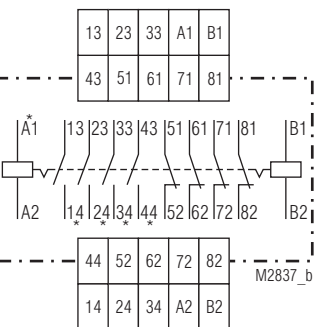 13 23 33 A1 B1
43 51 61 71 81
*
A1 13 23 33 43 51 61 71 81 B1
A2 14 24 34 44 52 62 72 82 B2
* * * *
44 52 62 72 82
M2837_b
14 24 34 A2 B2